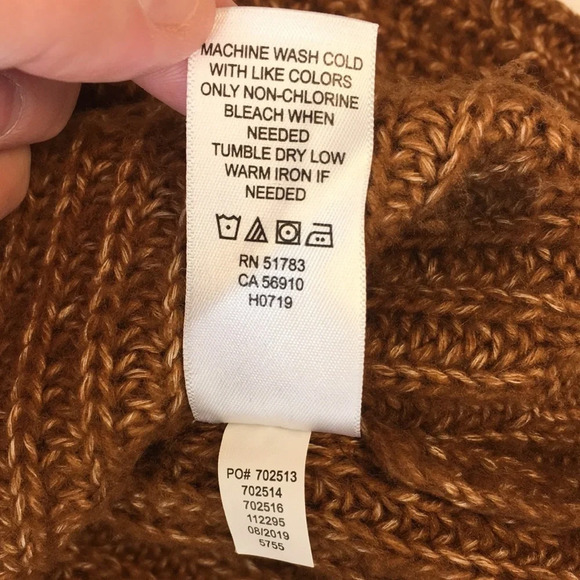 MACHINE WASH COLD
WITH LIKE COLORS
ONLY NON-CHLORINE
BLEACH WHEN
NEEDED
TUMBLE DRY LOW
WARM IRON IF
NEEDED
RN 51783
CA 56910
H0719
PO# 702513
702514
702516
112295
08/2019
5755